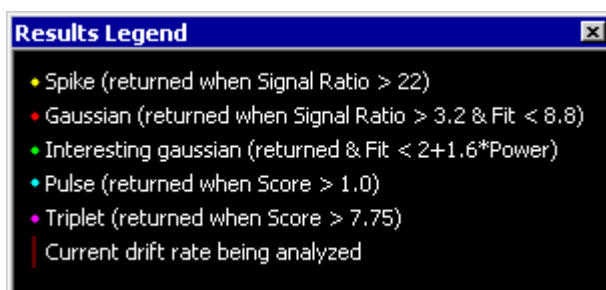 Results Legend
Spike (returned when Signal Ratio > 22)
Gaussian (returned when Signal Ratio > 3.2 & Fit < 8.8)
Interesting gaussian (returned & Fit < 2+1.6*Power)
Pulse (returned when Score > 1.0)
Triplet (returned when Score > 7.75)
Current drift rate being analyzed